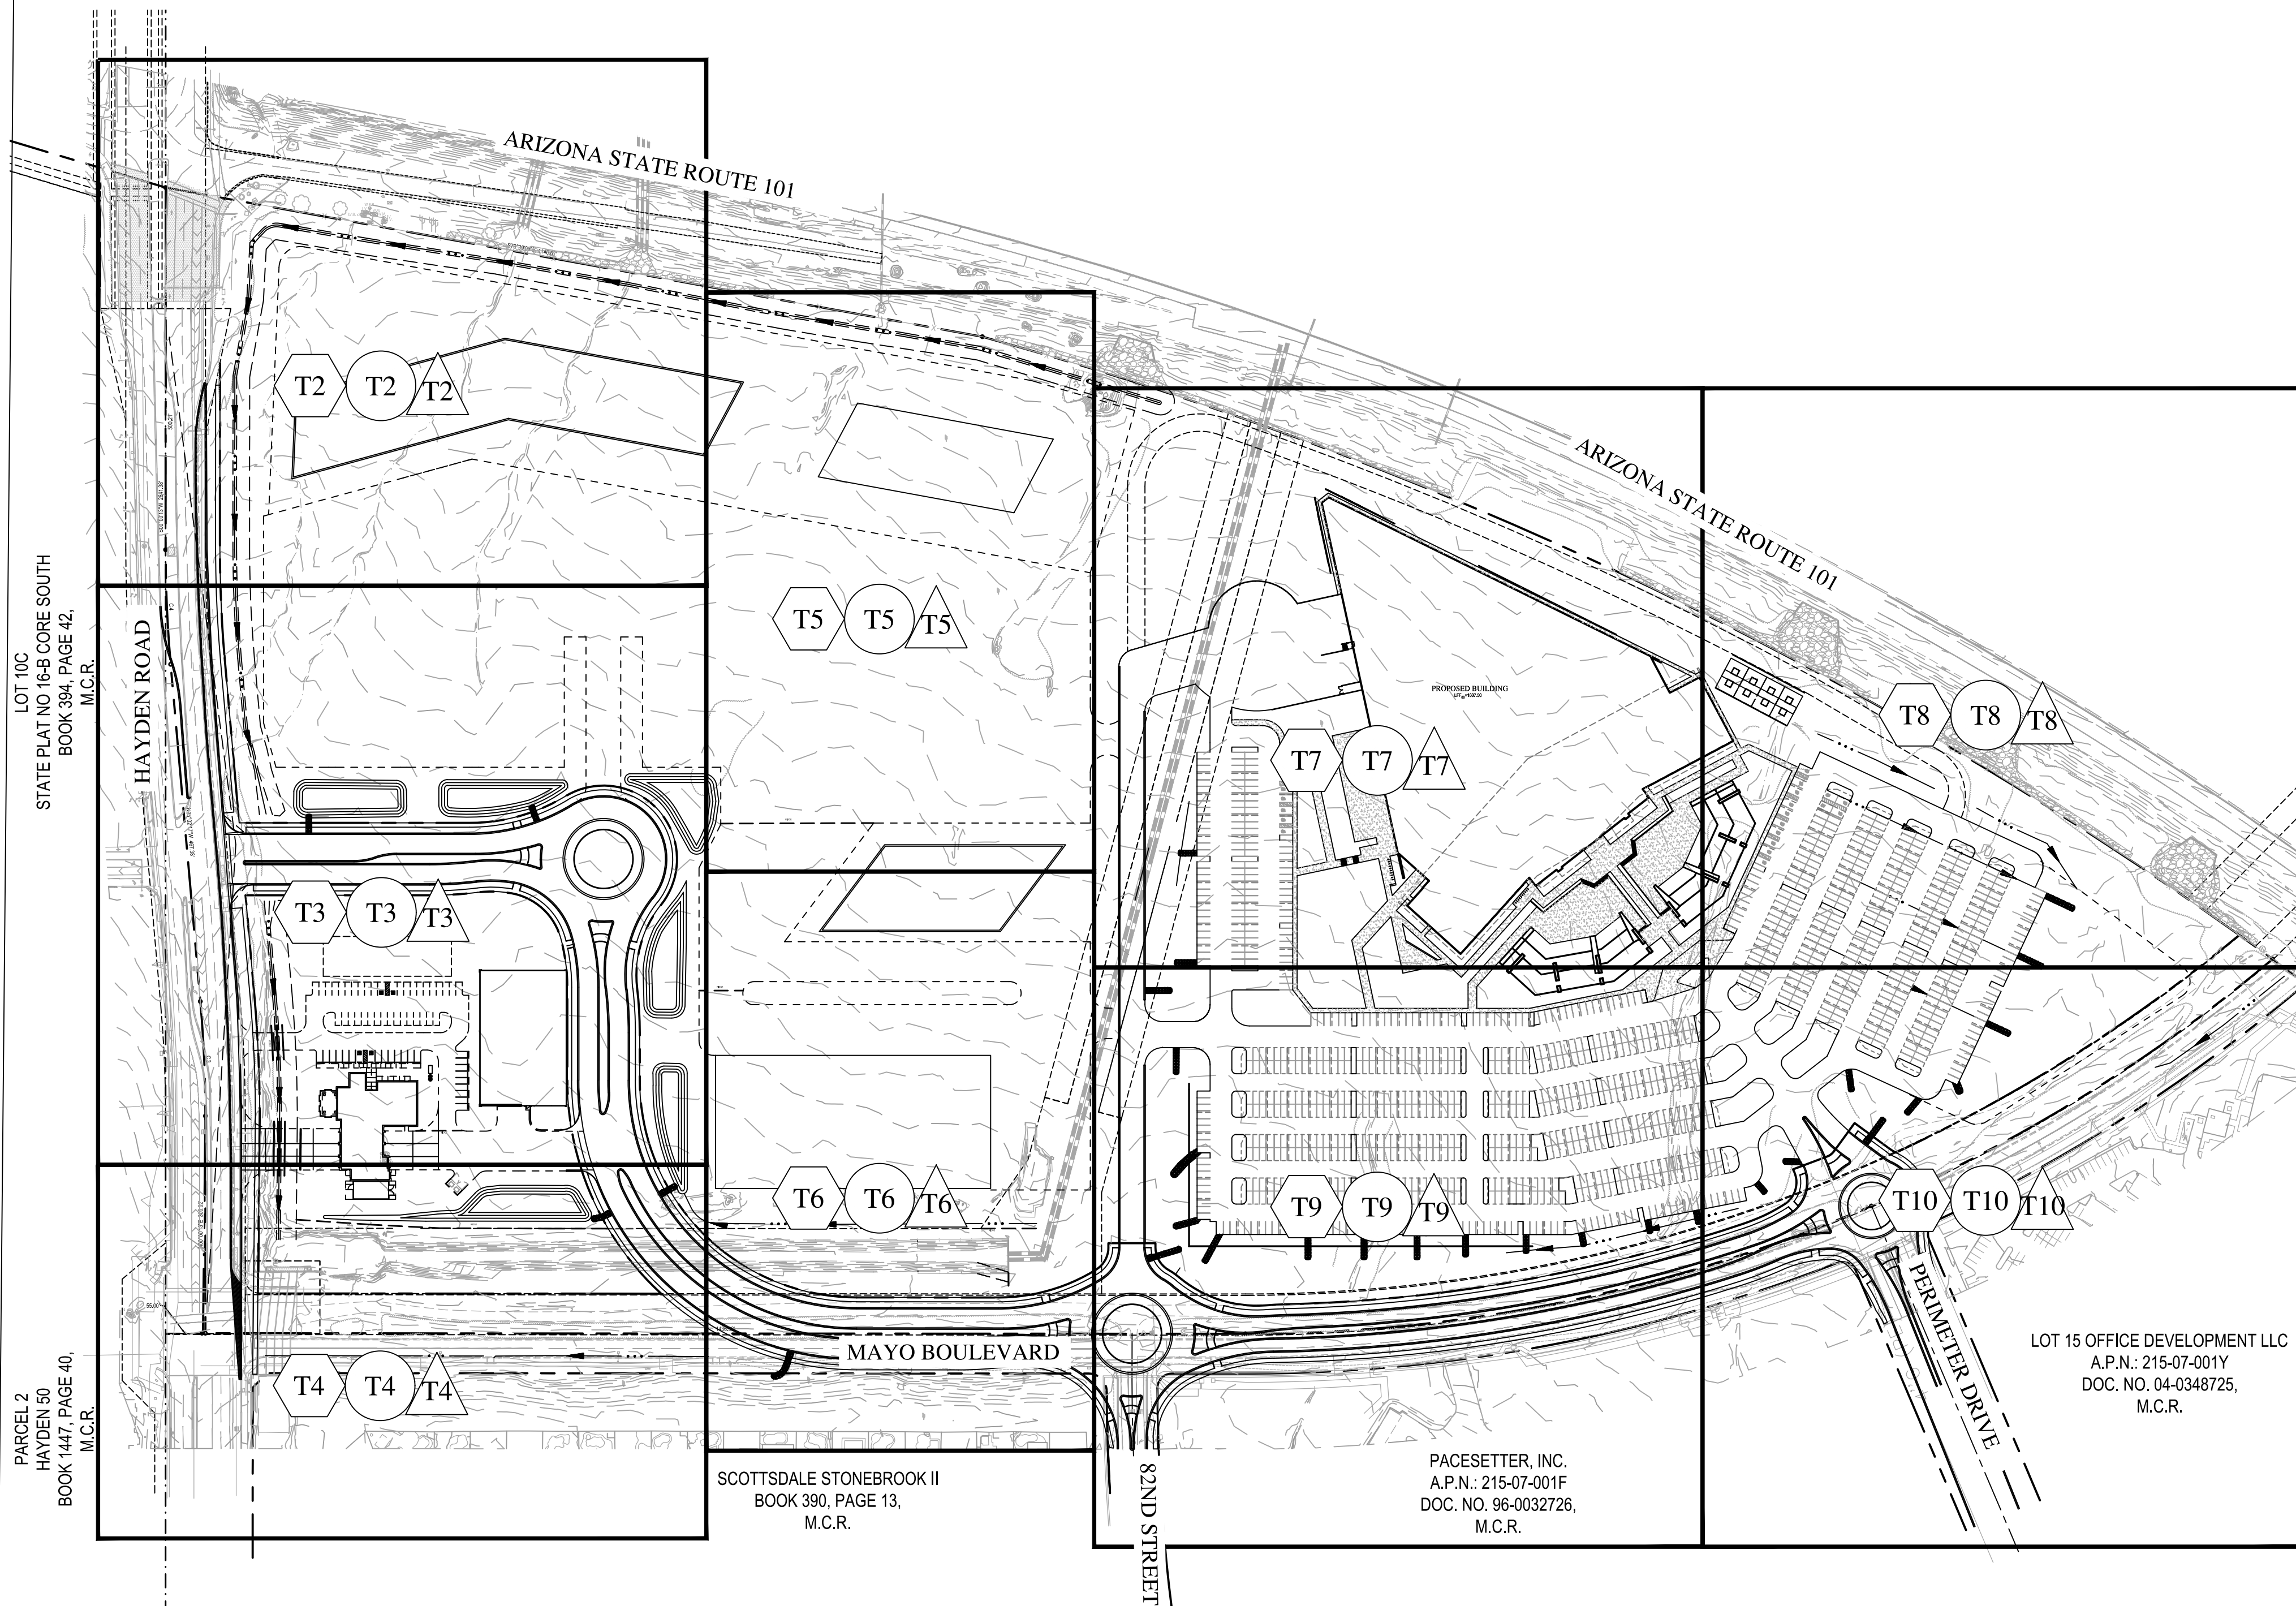 ARIZONA STATE ROUTE 101
T2 T2 T2
ARIZONA STATE ROUTE 101
LOT 10C
STATE PLAT NO 16-B CORE SOUTH
BOOK 394, PAGE 42,
M.C.R.
HAYDEN ROAD
T5 T5 T5
PROPOSED BUILDING
T8 T8 T8
T7 T7 T7
T3 T3 T3
T6 T6 T6
T9 T9 T9
T10 T10 T10
55.00'
MAYO BOULEVARD
T4 T4 T4
PERIMETER DRIVE
LOT 15 OFFICE DEVELOPMENT LLC
A.P.N.: 215-07-001Y
DOC. NO. 04-0348725,
M.C.R.
PARCEL 2
HAYDEN 50
BOOK 1447, PAGE 40,
M.C.R.
SCOTTSDALE STONEBROOK II
BOOK 390, PAGE 13,
M.C.R.
82ND STREET
PACESETTER, INC.
A.P.N.: 215-07-001F
DOC. NO. 96-0032726,
M.C.R.